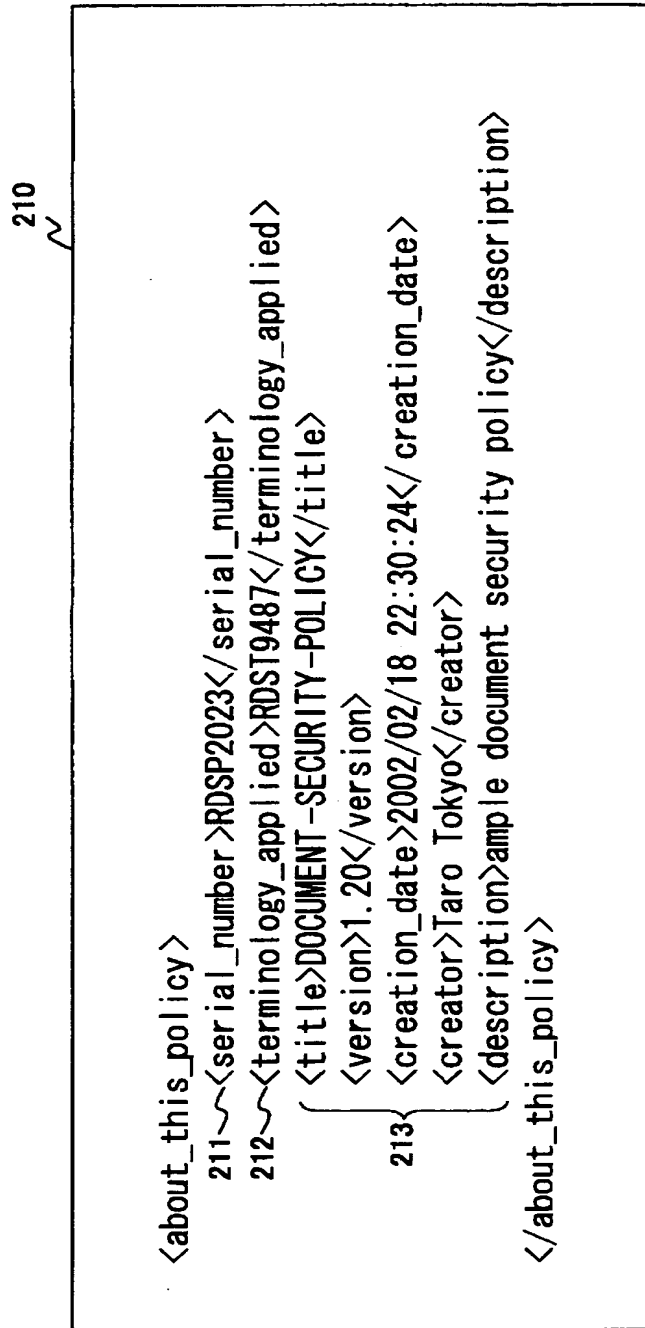 210
<about_this_policy>
211 <serial_number>RDSP2023</serial_number>
212 <terminology_applied>RDST9487</terminology_applied>
<title>DOCUMENT-SECURITY-POLICY</title>
<version>1.20</version>
213 <creation_date>2002/02/18 22:30:24</creation_date>
<creator>Taro Tokyo</creator>
<description>ample document security policy</description>
</about_this_policy>